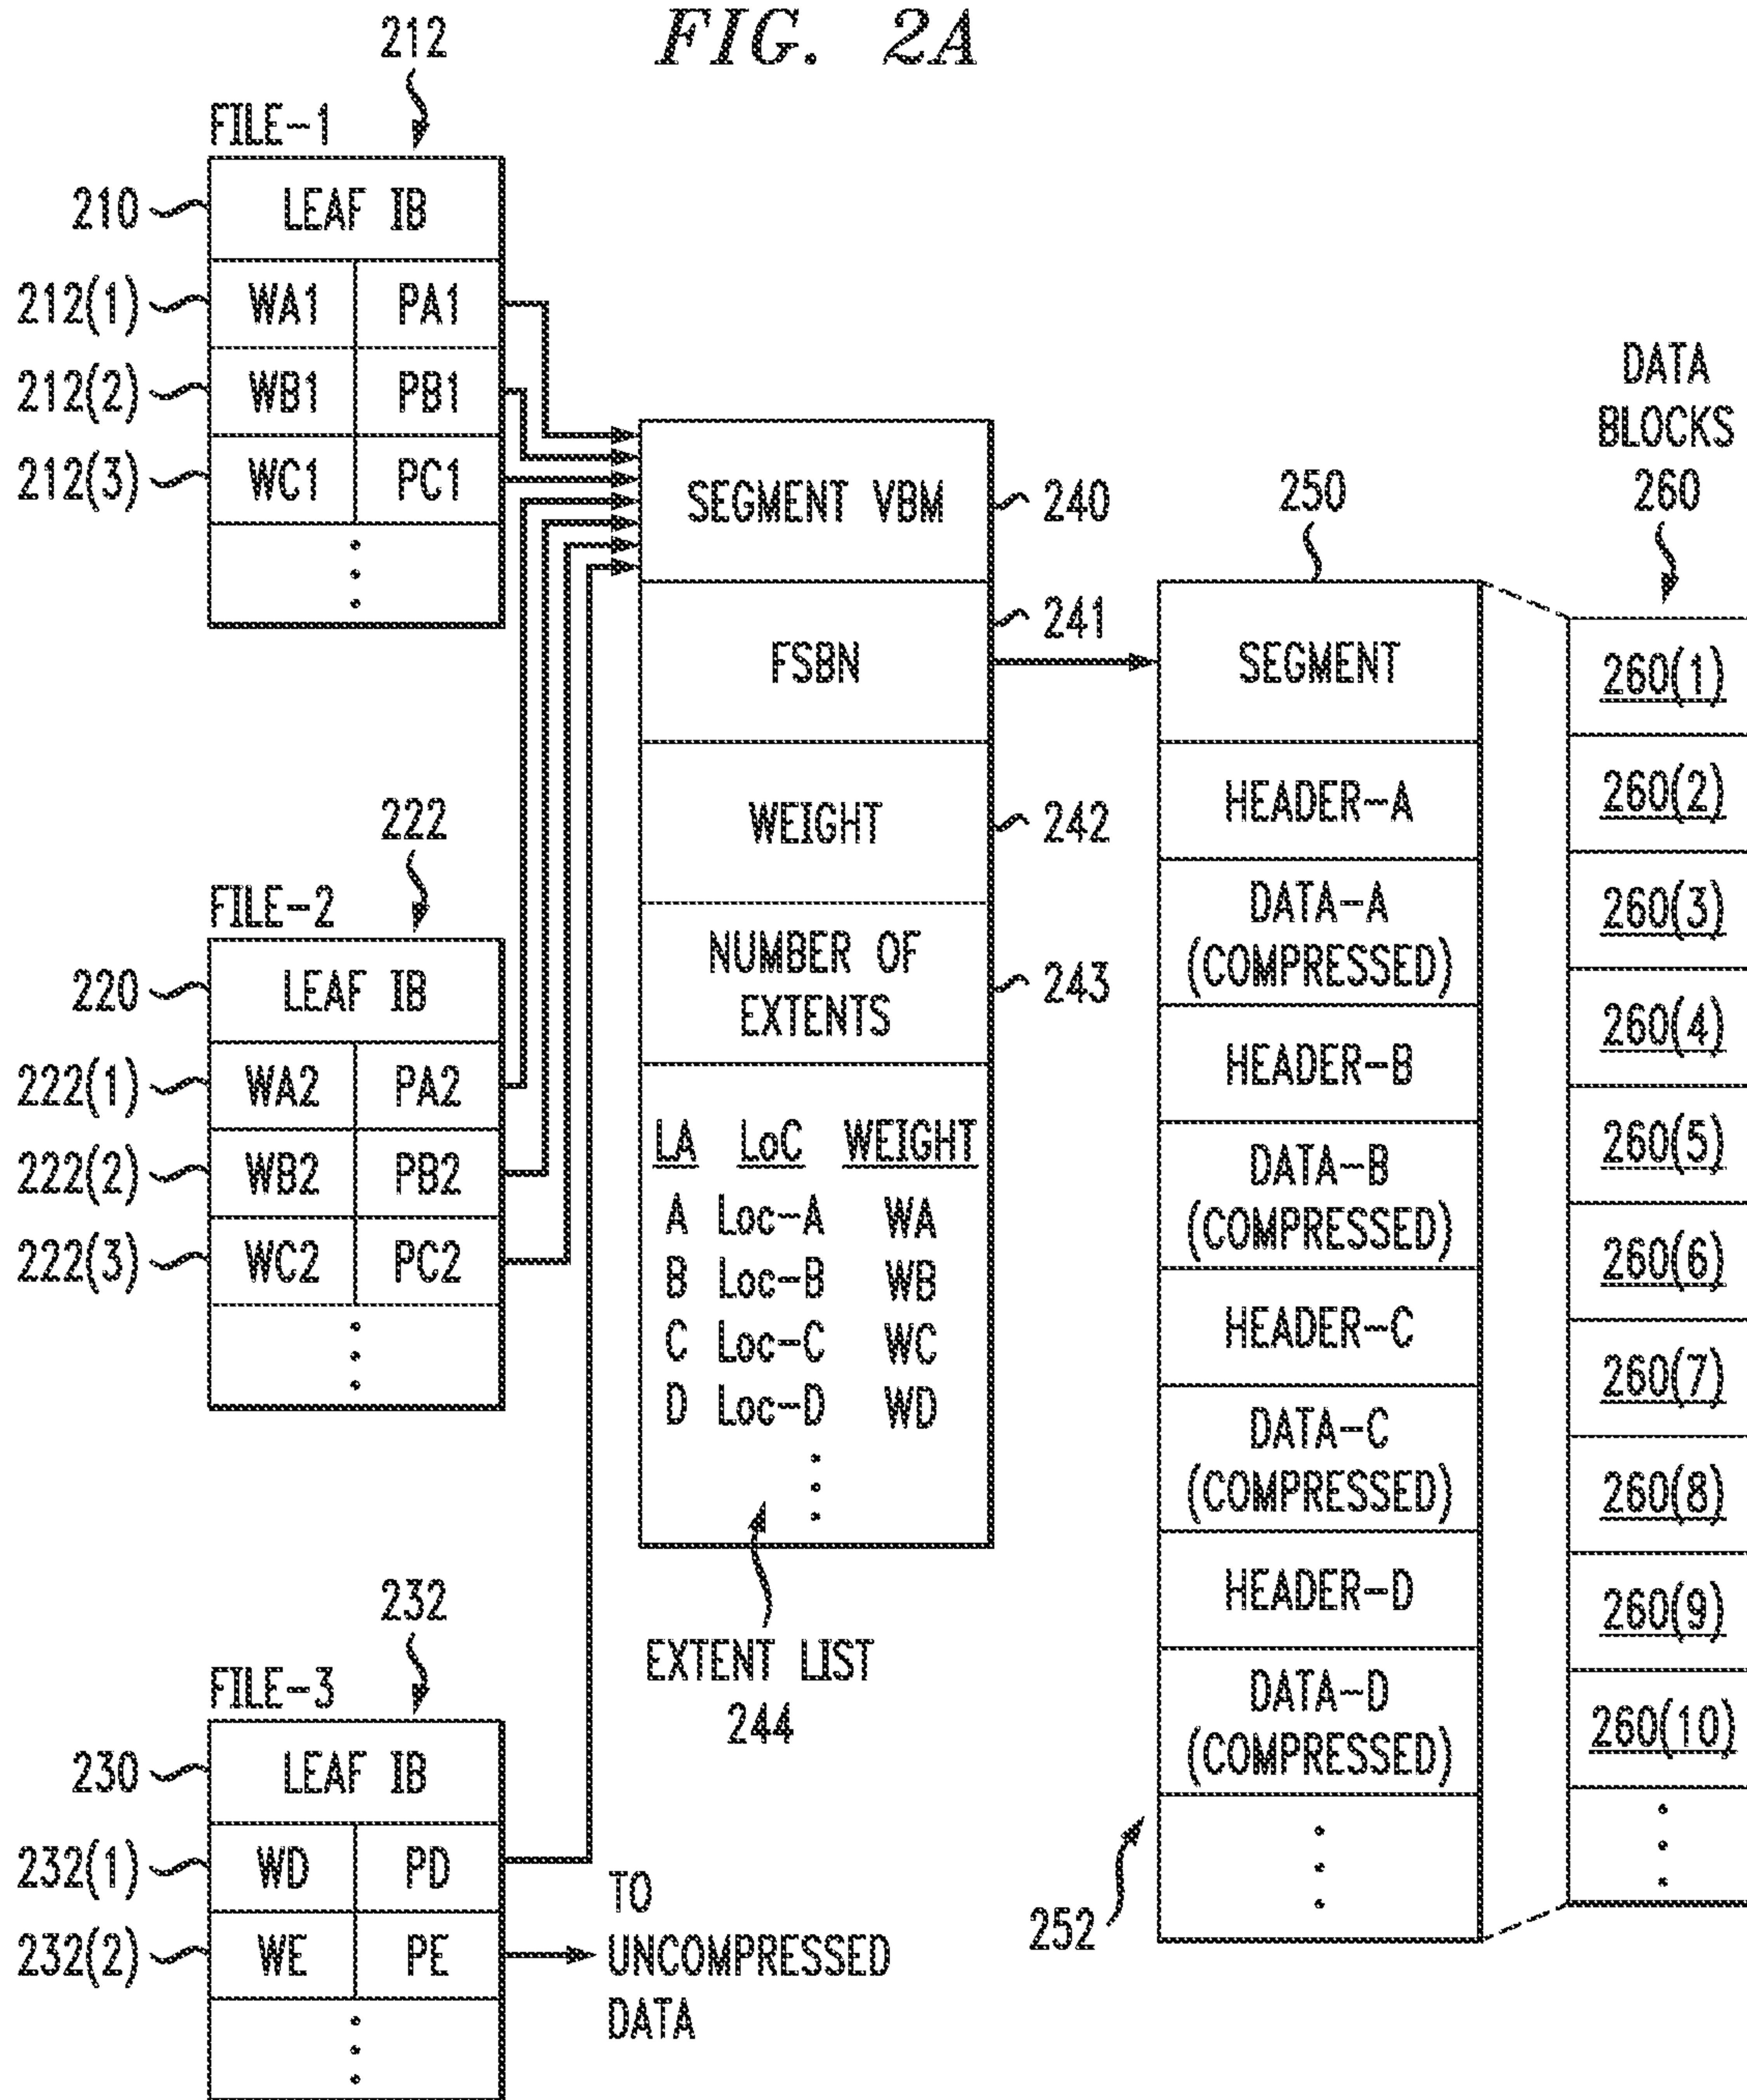 FIG. 2A
212
FILE-1
210
LEAF IB
212(1)
WA1 PA1
212(2)
WB1 PB1
212(3)
WC1 PC1
222
FILE-2
220
LEAF IB
222(1)
WA2 PA2
222(2)
WB2 PB2
222(3)
WC2 PC2
232
FILE-3
230
LEAF IB
232(1)
WD PD
232(2)
WE PE
TO
UNCOMPRESSED
DATA
SEGMENT VBM
240
FSBN
241
WEIGHT
242
NUMBER OF
EXTENTS
243
LA LoC WEIGHT
A Loc-A WA
B Loc-B WB
C Loc-C WC
D Loc-D WD
EXTENT LIST
244
250
SEGMENT
HEADER-A
DATA-A
(COMPRESSED)
HEADER-B
DATA-B
(COMPRESSED)
HEADER-C
DATA-C
(COMPRESSED)
HEADER-D
DATA-D
(COMPRESSED)
252
DATA
BLOCKS
260
260(1)
260(2)
260(3)
260(4)
260(5)
260(6)
260(7)
260(8)
260(9)
260(10)